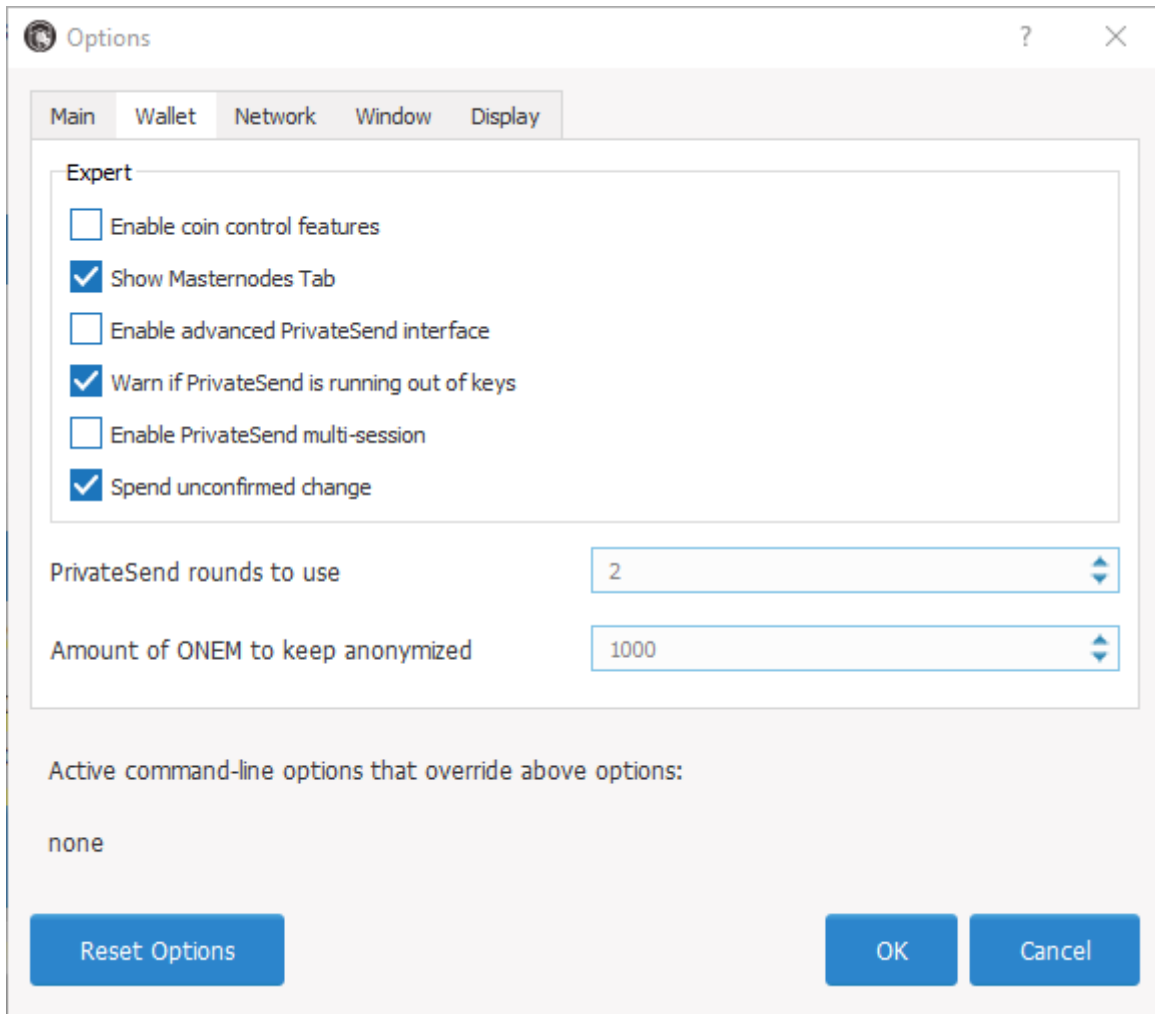 Options ?
Main Wallet Network Window Display
Expert
Enable coin control features
Show Masternodes Tab
Enable advanced PrivateSend interface
Warn if PrivateSend is running out of keys
Enable PrivateSend multi-session
Spend unconfirmed change
PrivateSend rounds to use 2
Amount of ONEM to keep anonymized 1000
Active command-line options that override above options:
none
Reset Options OK Cancel